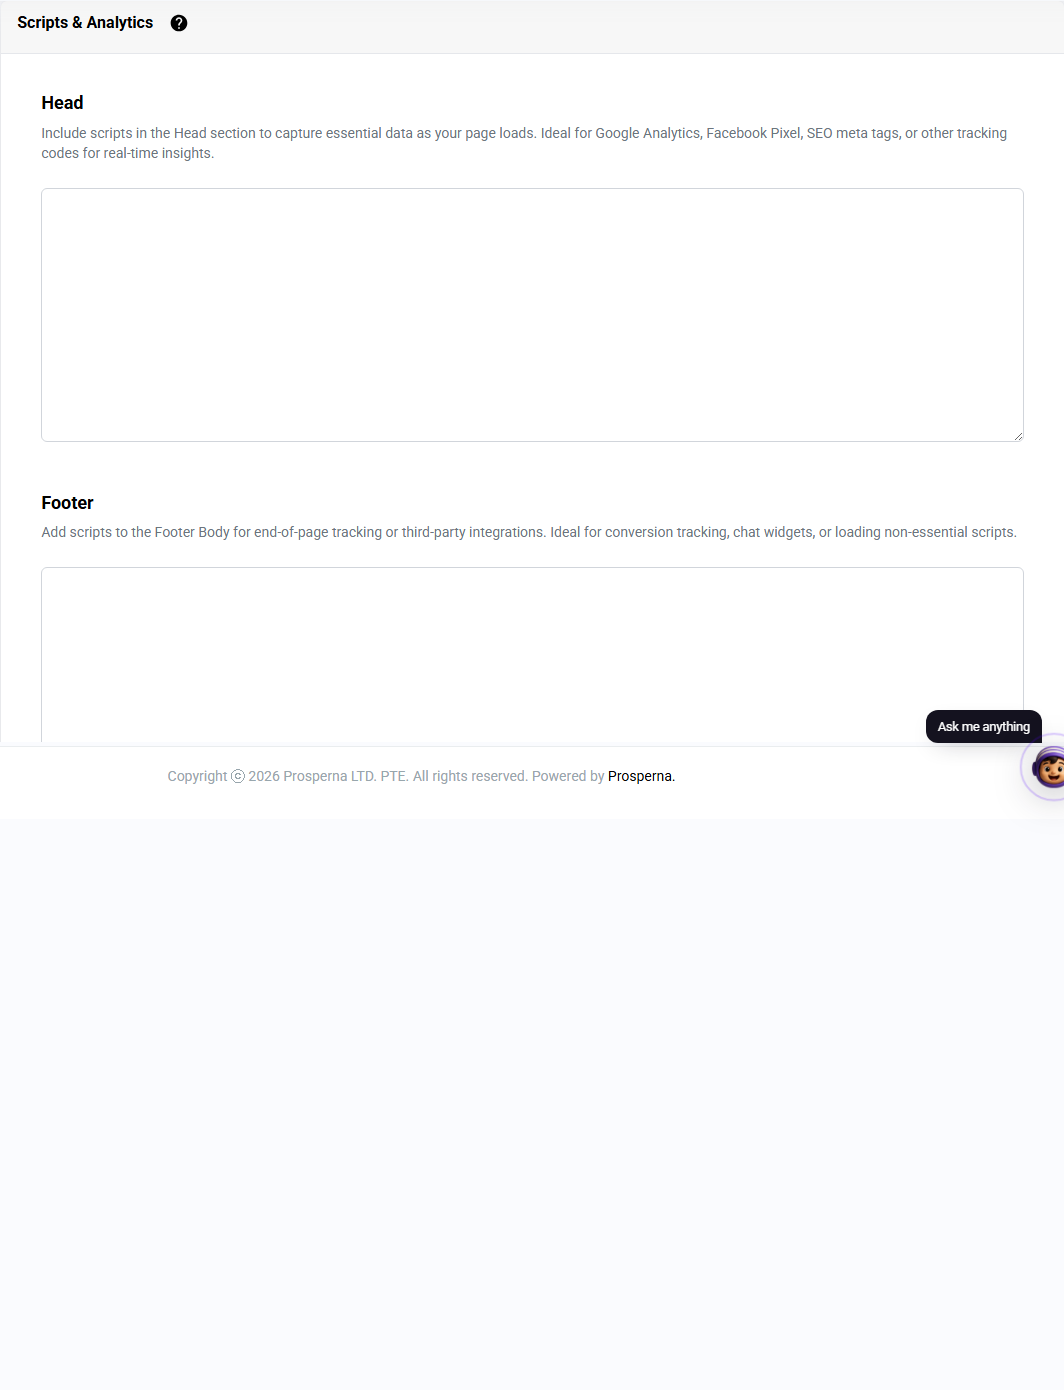 Scripts & Analytics
Head
Include scripts in the Head section to capture essential data as your page loads. Ideal for Google Analytics, Facebook Pixel, SEO meta tags, or other tracking
codes for real-time insights.
Footer
Add scripts to the Footer Body for end-of-page tracking or third-party integrations. Ideal for conversion tracking, chat widgets, or loading non-essential scripts.
Ask me anything
Copyright © 2026 Prosperna LTD. PTE. All rights reserved. Powered by Prosperna.